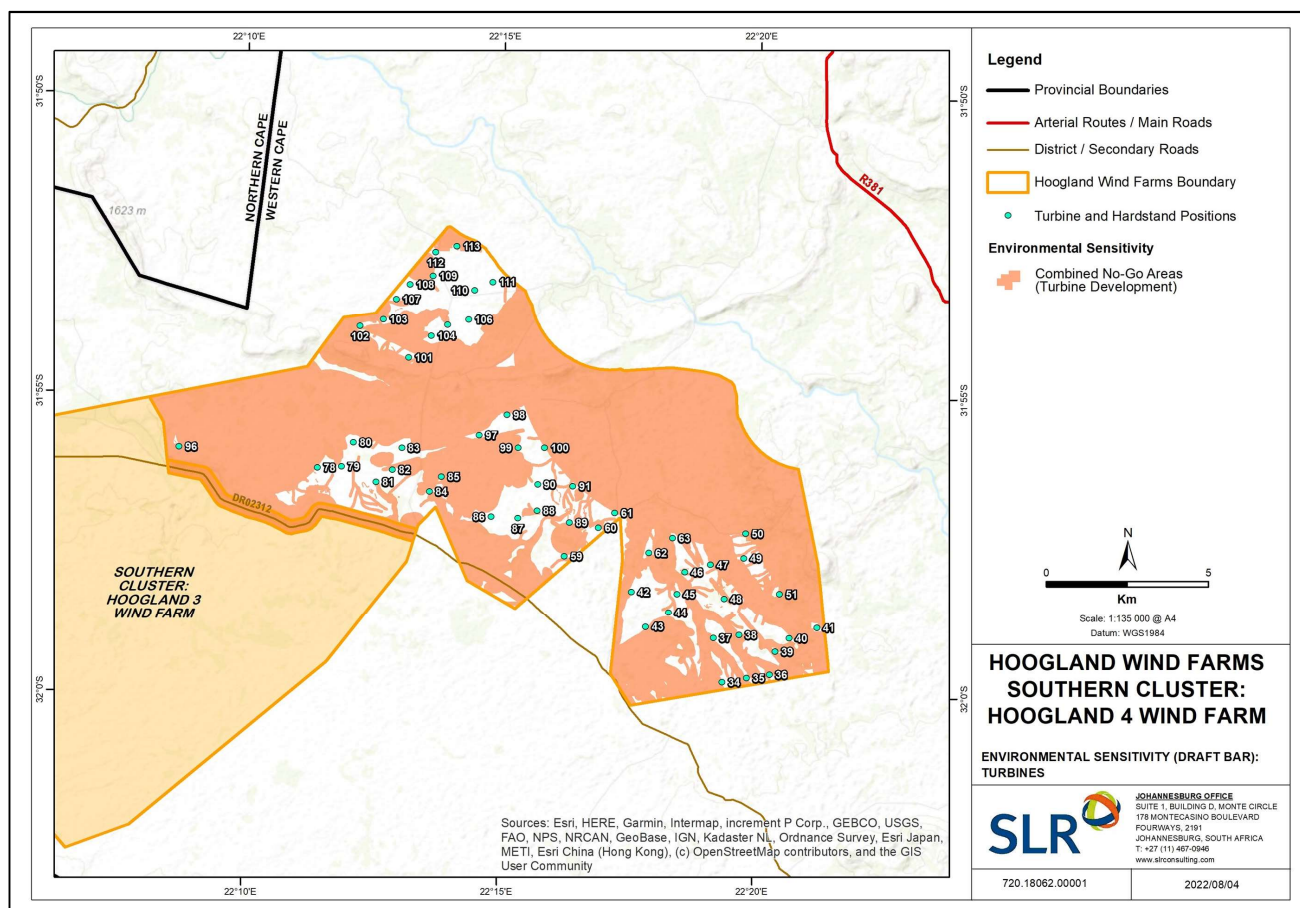 22°10'E
22°15'E
22°20'E
31°50'S
31°50'S
NORTHERN CAPE
WESTERN CAPE
R381
1623 m
113
112
109
108
110
111
107
103
106
102
104
101
31°55'S
31°55'S
98
97
96
80
83
99
100
78
79
82
85
81
90
91
84
DR02312
86
88
61
87
89
60
63
50
59
62
47
49
46
SOUTHERN
CLUSTER:
HOOGLAND 3
WIND FARM
42
45
48
51
44
43
41
37
38
40
39
34
35
36
32°0'S
32°0'S
Sources: Esri, HERE, Garmin, Intermap, increment P Corp., GEBCO, USGS,
FAO, NPS, NRCAN, GeoBase, IGN, Kadaster NL, Ordnance Survey, Esri Japan,
METI, Esri China (Hong Kong), (c) OpenStreetMap contributors, and the GIS
User Community
22°10'E
22°15'E
22°20'E
Legend
Provincial Boundaries
Arterial Routes / Main Roads
District / Secondary Roads
Hoogland Wind Farms Boundary
Turbine and Hardstand Positions
Environmental Sensitivity
Combined No-Go Areas
(Turbine Development)
N
0
5
Km
Scale: 1:135 000 @ A4
Datum: WGS1984
HOOGLAND WIND FARMS
SOUTHERN CLUSTER:
HOOGLAND 4 WIND FARM
ENVIRONMENTAL SENSITIVITY (DRAFT BAR):
TURBINES
SLR
JOHANNESBURG OFFICE
SUITE 1, BUILDING D, MONTE CIRCLE
178 MONTECASINO BOULEVARD
FOURWAYS, 2191
JOHANNESBURG, SOUTH AFRICA
T: +27 (11) 467-0946
www.slrconsulting.com
720.18062.00001
2022/08/04